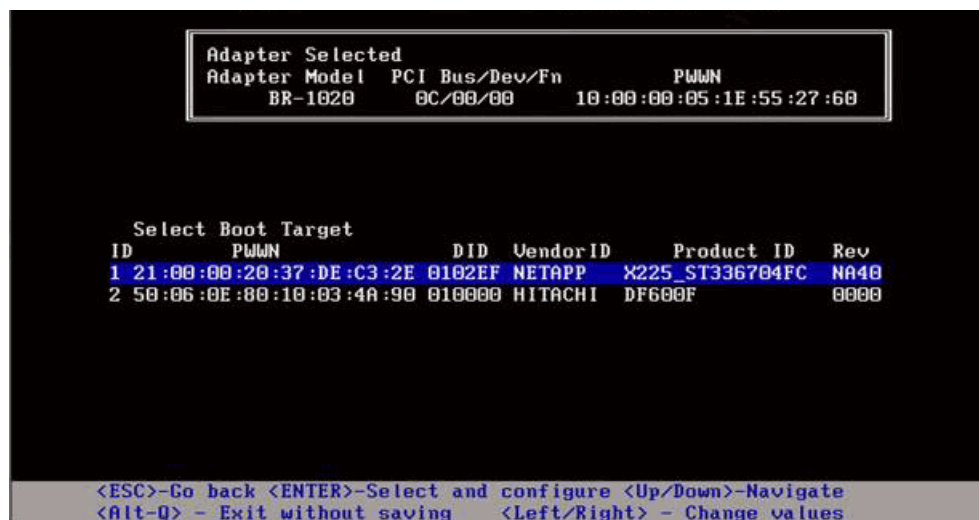 Adapter Selected
Adapter Model PCI Bus/Dev/Fn PWWN
BR-1020 0C/00/00 10:00:00:05:1E:55:27:60
Select Boot Target
ID PWWN DID VendorID Product ID Rev
1 21:00:00:20:37:DE:C3:2E 0102EF NETAPP X225_ST336704FC NA40
2 50:06:0E:80:10:03:4A:90 010000 HITACHI DF600F 0000
<ESC>-Go back <ENTER>-Select and configure <Up/Down>-Navigate
<Alt-Q> - Exit without saving <Left/Right> - Change values